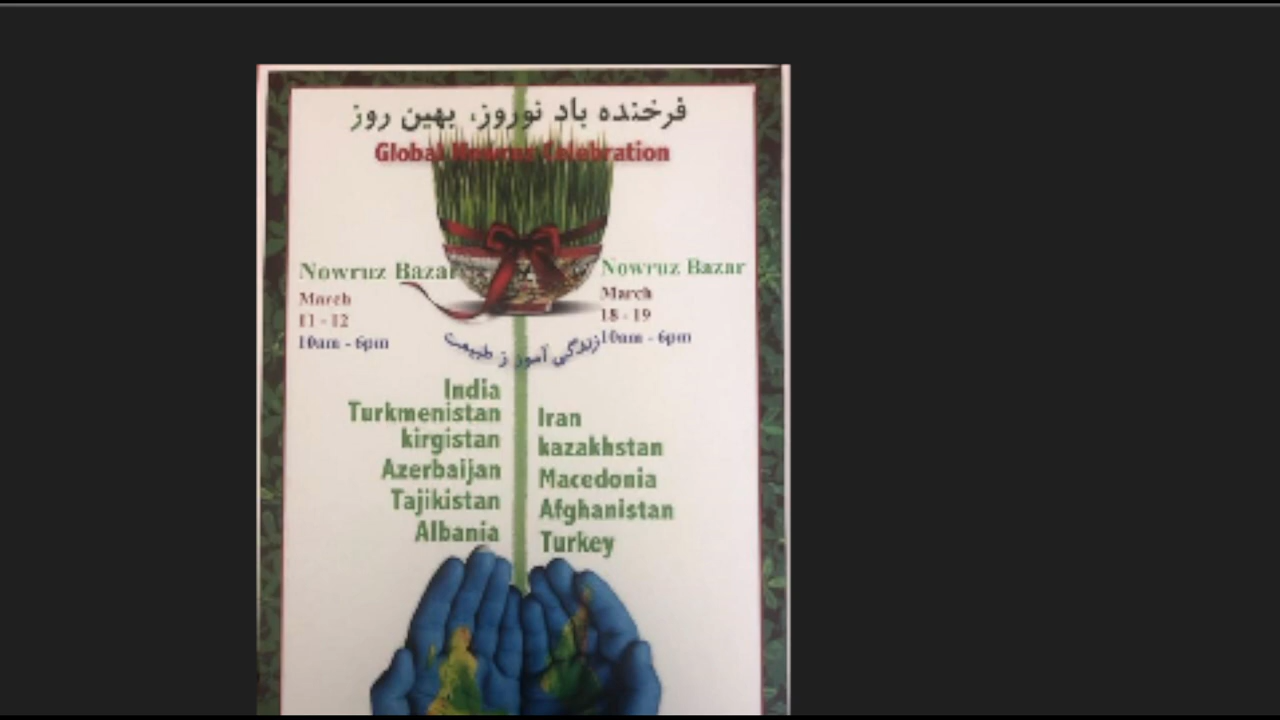 فرخنده باد نوروز، بهین روز
Global Nowruz Celebration
Nowruz Bazar
March
11 - 12
10am - 6pm
Nowruz Bazar
March
18 - 19
10am - 6pm
زندگی آموز ز طبیعت
India
Turkmenistan
kirgistan
Azerbaijan
Tajikistan
Albania
Iran
kazakhstan
Macedonia
Afghanistan
Turkey